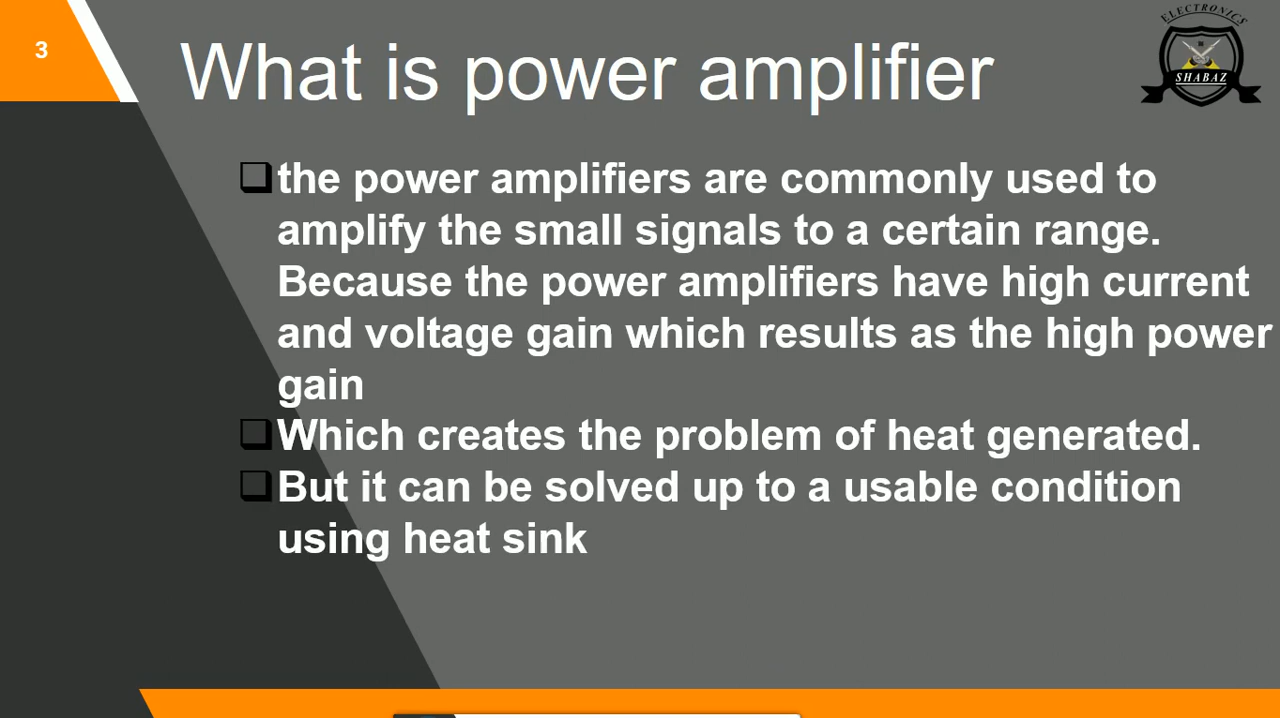 3
What is power amplifier
ELECTRONICS
SHABAZ
the power amplifiers are commonly used to
amplify the small signals to a certain range.
Because the power amplifiers have high current
and voltage gain which results as the high power
gain
Which creates the problem of heat generated.
But it can be solved up to a usable condition
using heat sink